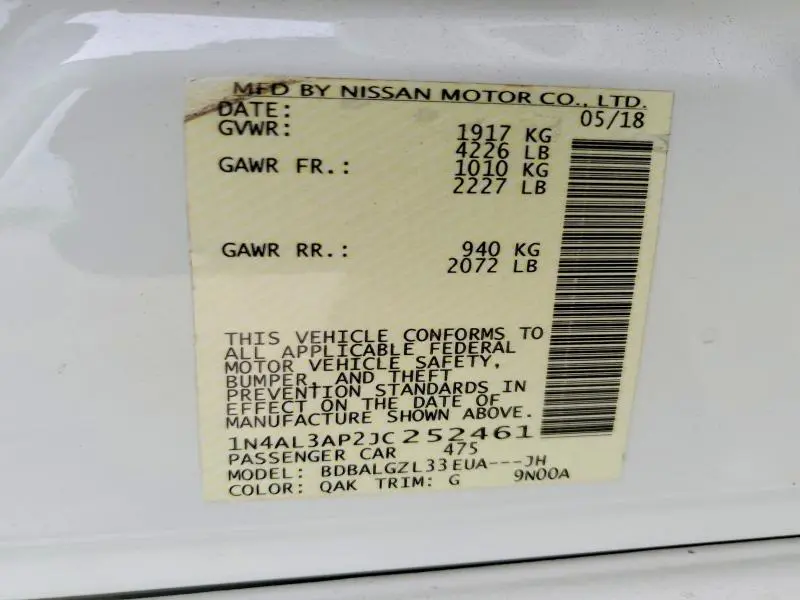 MFD BY NISSAN MOTOR CO., LTD.
DATE: 05/18
GVWR: 1917 KG
4226 LB
GAWR FR.: 1010 KG
2227 LB
GAWR RR.: 940 KG
2072 LB
THIS VEHICLE CONFORMS TO
ALL APPLICABLE FEDERAL
MOTOR VEHICLE SAFETY,
BUMPER, AND THEFT
PREVENTION STANDARDS IN
EFFECT ON THE DATE OF
MANUFACTURE SHOWN ABOVE.
1N4AL3AP2JC252461
PASSENGER CAR 475
MODEL: BDBALGZL33EUA---JH
COLOR: QAK TRIM: G 9N00A